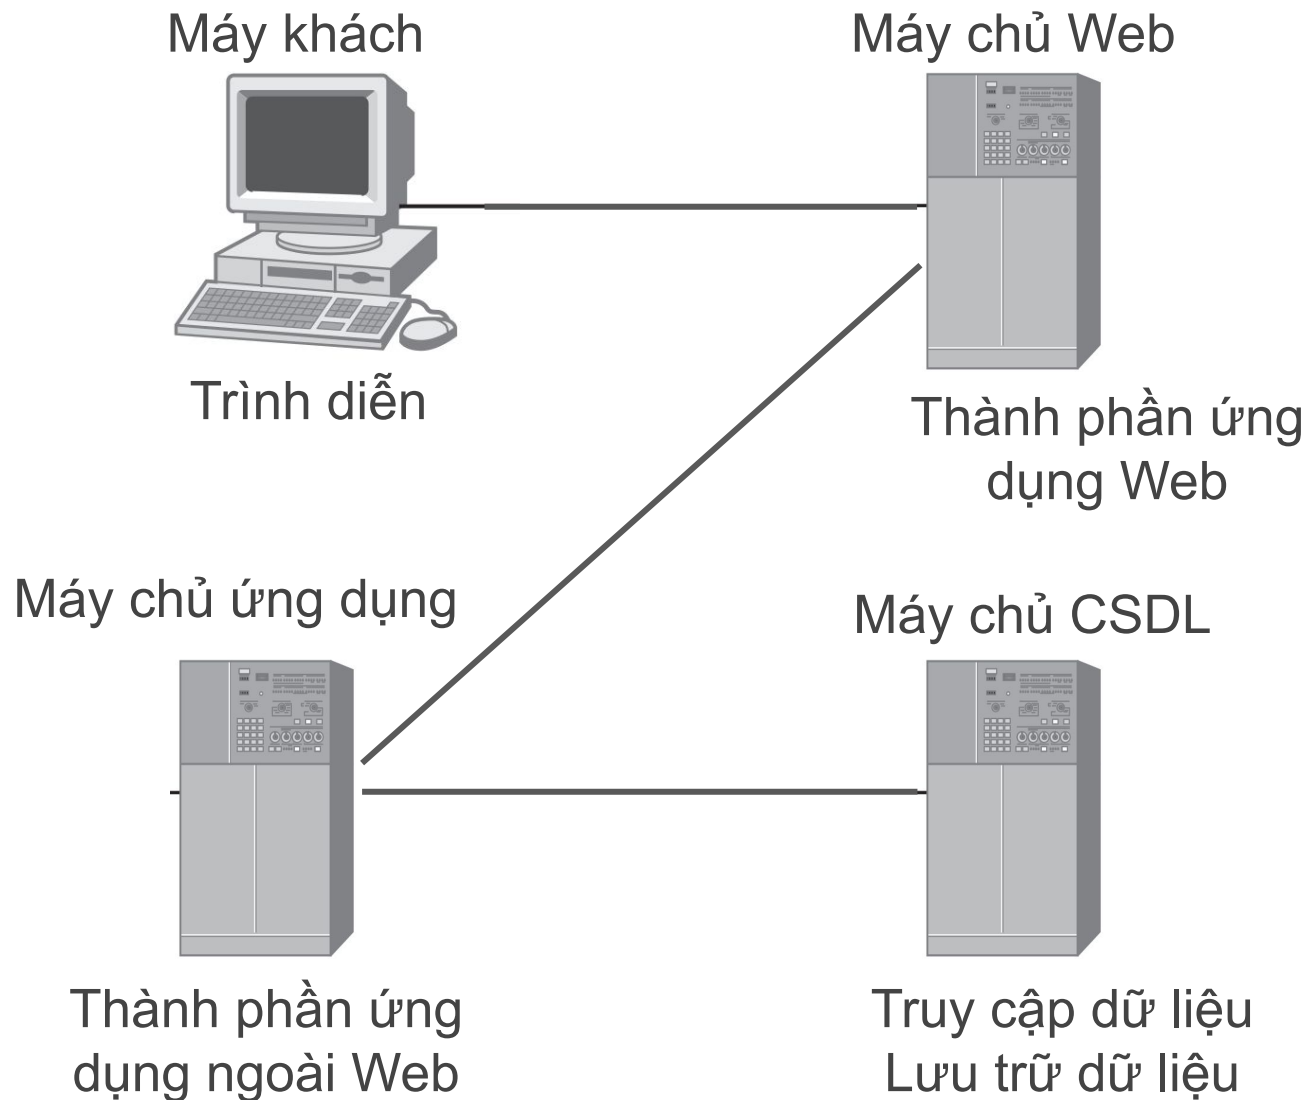 Máy khách
Máy chủ Web
Trình diễn
Thành phần ứng
dụng Web
Máy chủ ứng dụng
Máy chủ CSDL
Thành phần ứng
dụng ngoài Web
Truy cập dữ liệu
Lưu trữ dữ liệu